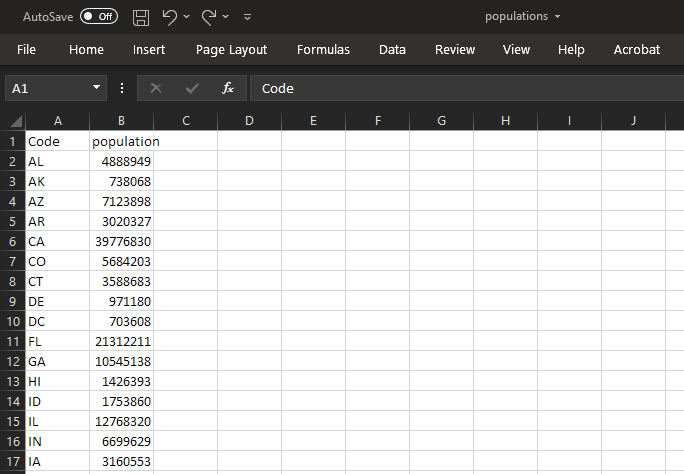 AutoSave Off populations
File Home Insert Page Layout Formulas Data Review View Help Acrobat
A1 fx Code
A B C D E F G H I J
1 Code population
2 AL 4888949
3 AK 738068
4 AZ 7123898
5 AR 3020327
6 CA 39776830
7 CO 5684203
8 CT 3588683
9 DE 971180
10 DC 703608
11 FL 21312211
12 GA 10545138
13 HI 1426393
14 ID 1753860
15 IL 12768320
16 IN 6699629
17 IA 3160553